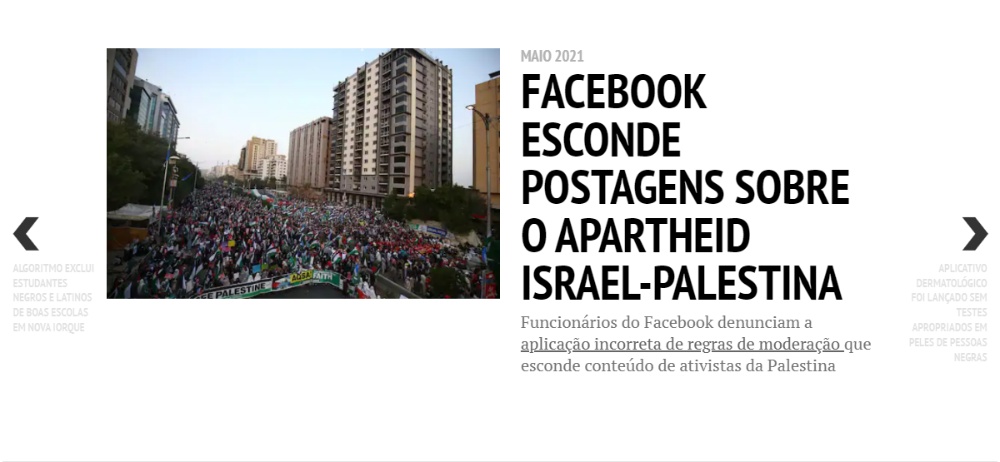 MAIO 2021
FACEBOOK
ESCONDE
POSTAGENS SOBRE
O APARTHEID
ISRAEL-PALESTINA
Funcionários do Facebook denunciam a
aplicação incorreta de regras de moderação que
esconde conteúdo de ativistas da Palestina
ALGORITMO EXCLUI
ESTUDANTES
NEGROS E LATINOS
DE BOAS ESCOLAS
EM NOVA IORQUE
APLICATIVO
DERMATOLÓGICO
FOI LANÇADO SEM
TESTES
APROPRIADOS EM
PELES DE PESSOAS
NEGRAS
PALESTINE
AQSA
FAITH